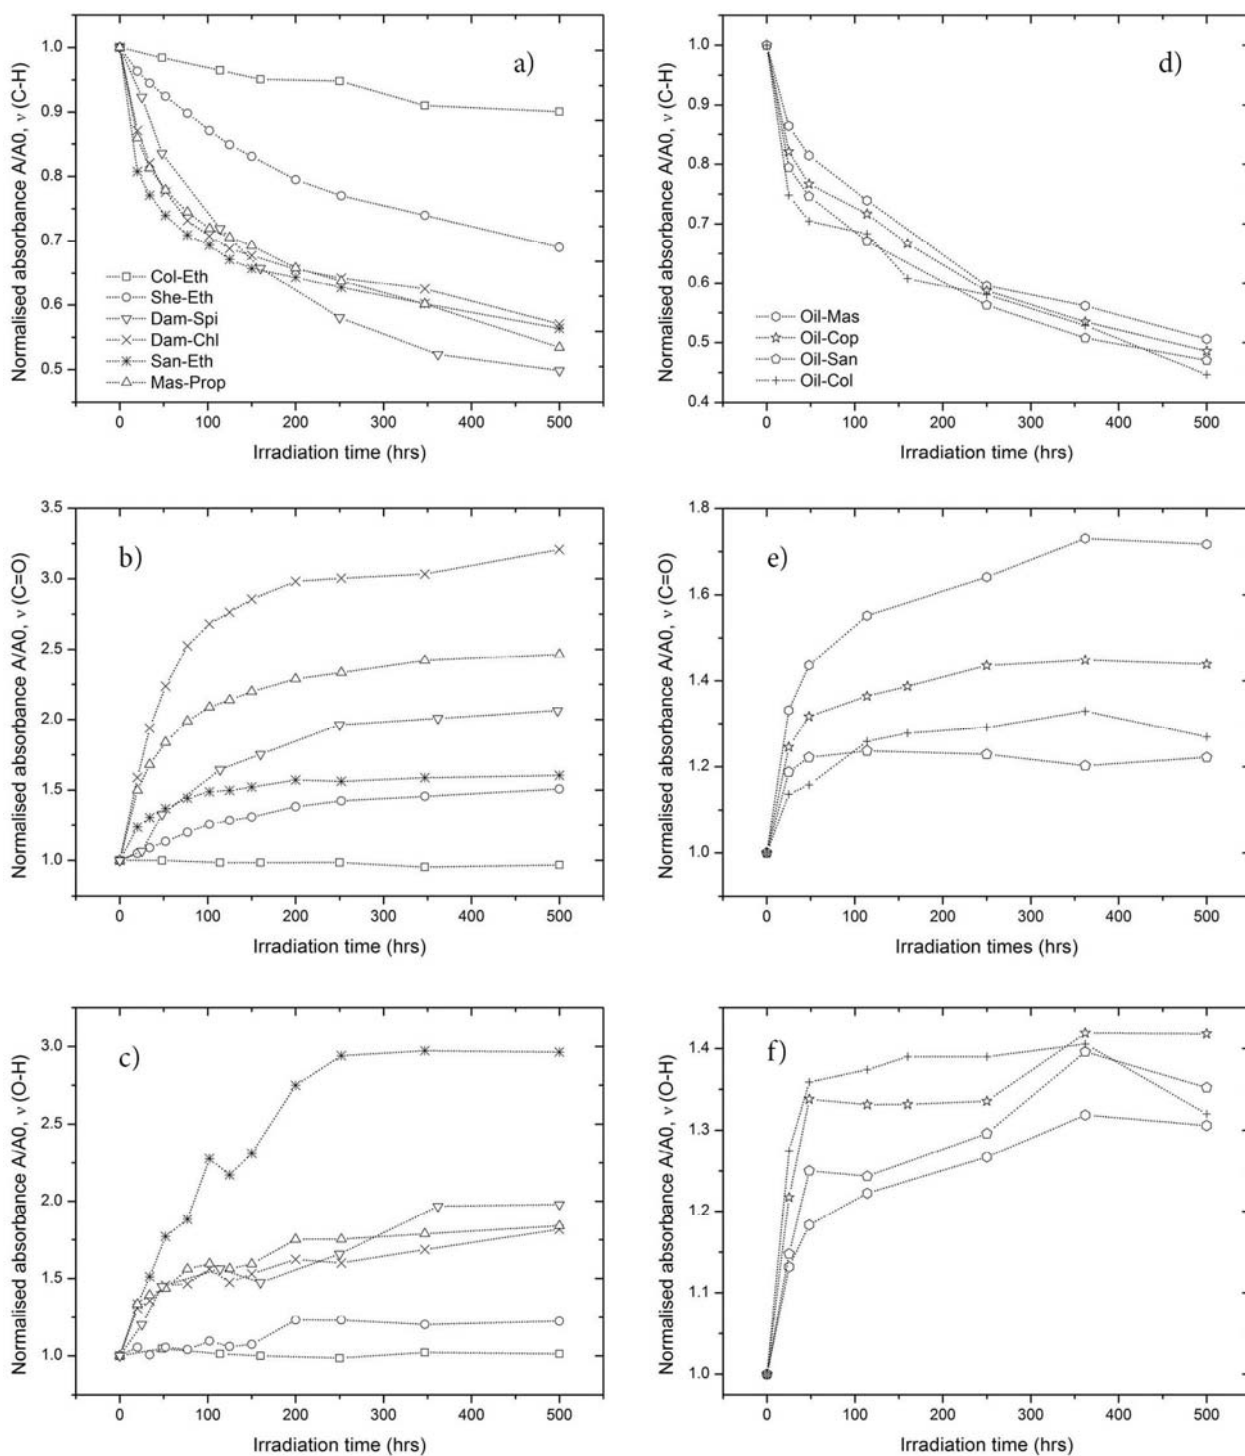 a)
Normalised absorbance A/A0, ν (C-H)
1.0
0.9
0.8
0.7
0.6
0.5
Col-Eth
She-Eth
Dam-Spi
Dam-Chl
San-Eth
Mas-Prop
0 100 200 300 400 500
Irradiation time (hrs)
d)
Normalised absorbance A/A0, ν (C-H)
1.0
0.9
0.8
0.7
0.6
0.5
0.4
Oil-Mas
Oil-Cop
Oil-San
Oil-Col
0 100 200 300 400 500
Irradiation time (hrs)
b)
Normalised absorbance A/A0, ν (C=O)
3.5
3.0
2.5
2.0
1.5
1.0
0 100 200 300 400 500
Irradiation time (hrs)
e)
Normalised absorbance A/A0, ν (C=O)
1.8
1.6
1.4
1.2
1.0
0 100 200 300 400 500
Irradiation times (hrs)
c)
Normalised absorbance A/A0, ν (O-H)
3.0
2.5
2.0
1.5
1.0
0 100 200 300 400 500
Irradiation time (hrs)
f)
Normalised absorbance A/A0, ν (O-H)
1.4
1.3
1.2
1.1
1.0
0 100 200 300 400 500
Irradiation time (hrs)